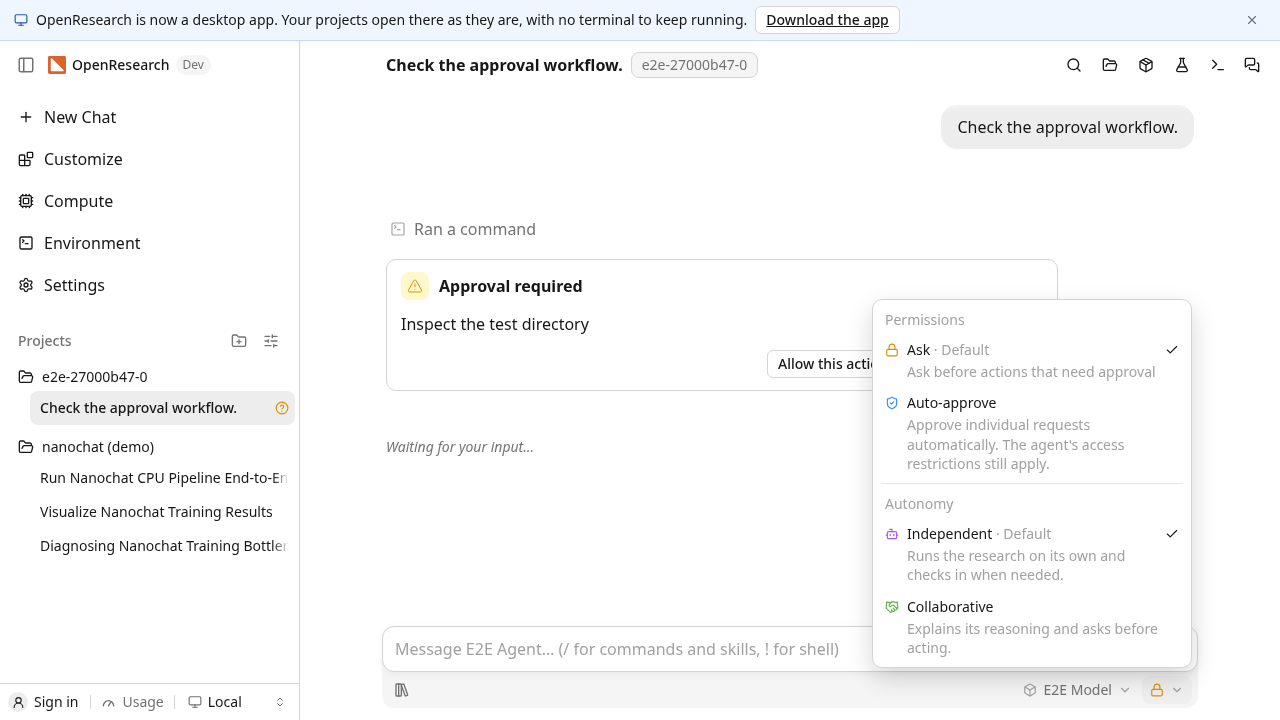 OpenResearch is now a desktop app. Your projects open there as they are, with no terminal to keep running. Download the app
OpenResearch Dev
New Chat
Customize
Compute
Environment
Settings
Projects
e2e-27000b47-0
Check the approval workflow.
nanochat (demo)
Run Nanochat CPU Pipeline End-to-En
Visualize Nanochat Training Results
Diagnosing Nanochat Training Bottler
Sign in Usage Local
Check the approval workflow. e2e-27000b47-0
Check the approval workflow.
Ran a command
Approval required
Inspect the test directory
Allow this actio
Waiting for your input...
Permissions
Ask · Default
Ask before actions that need approval
Auto-approve
Approve individual requests
automatically. The agent's access
restrictions still apply.
Autonomy
Independent · Default
Runs the research on its own and
checks in when needed.
Collaborative
Explains its reasoning and asks before
acting.
Message E2E Agent... (/ for commands and skills, ! for shell)
E2E Model